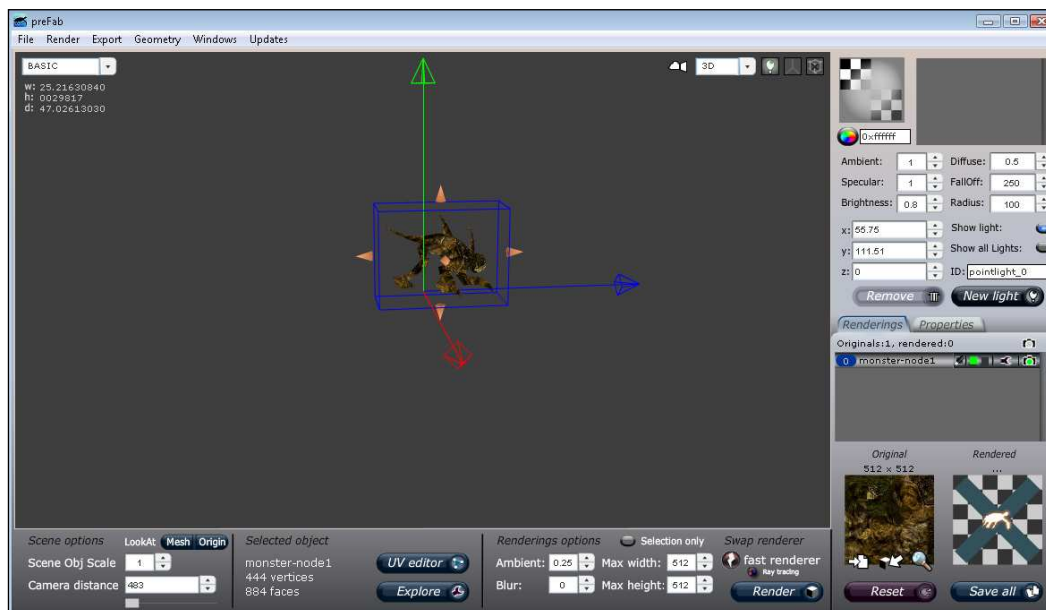 preFab
File Render Export Geometry Windows Updates
BASIC
3D
w: 25.21630840
h: 0029817
d: 47.02613030
0xffffff
Ambient: 1 Diffuse: 0.5
Specular: 1 FallOff: 250
Brightness: 0.8 Radius: 100
x: 55.75 Show light:
y: 111.51 Show all Lights:
z: 0 ID: pointlight_0
Remove New light
Renderings Properties
Originals:1, rendered:0
0 monster-node1
Original Rendered
512 x 512 ...
Scene options LookAt Mesh Origin
Scene Obj Scale 1
Camera distance 483
Selected object
monster-node1
444 vertices
884 faces
UV editor
Explore
Renderings options Selection only
Ambient: 0.25 Max width: 512
Blur: 0 Max height: 512
Swap renderer
fast renderer
Ray tracing
Render
Reset Save all